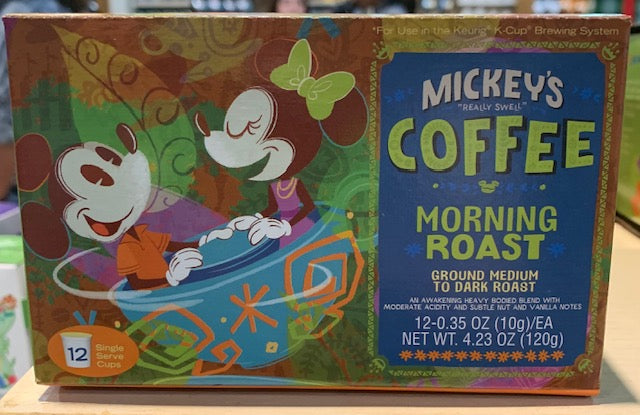 *For Use in the Keurig® K-Cup® Brewing System
MICKEY'S
"REALLY SWELL"
COFFEE
MORNING
ROAST
GROUND MEDIUM
TO DARK ROAST
AN AWAKENING HEAVY BODIED BLEND WITH
MODERATE ACIDITY AND SUBTLE NUT AND VANILLA NOTES
12-0.35 OZ (10g)/EA
NET WT. 4.23 OZ (120g)
12 Single
Serve
Cups